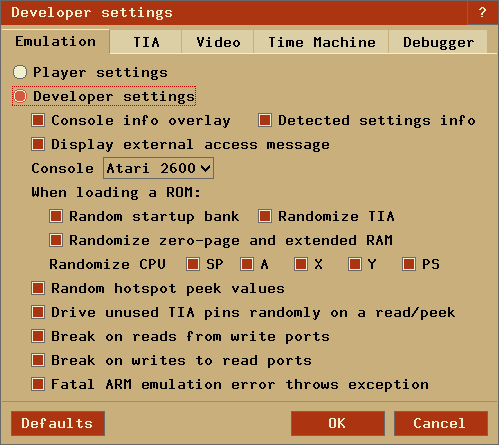 Developer settings ?
Emulation TIA Video Time Machine Debugger
Player settings
Developer settings
Console info overlay Detected settings info
Display external access message
Console Atari 2600
When loading a ROM:
Random startup bank Randomize TIA
Randomize zero-page and extended RAM
Randomize CPU SP A X Y PS
Random hotspot peek values
Drive unused TIA pins randomly on a read/peek
Break on reads from write ports
Break on writes to read ports
Fatal ARM emulation error throws exception
Defaults OK Cancel